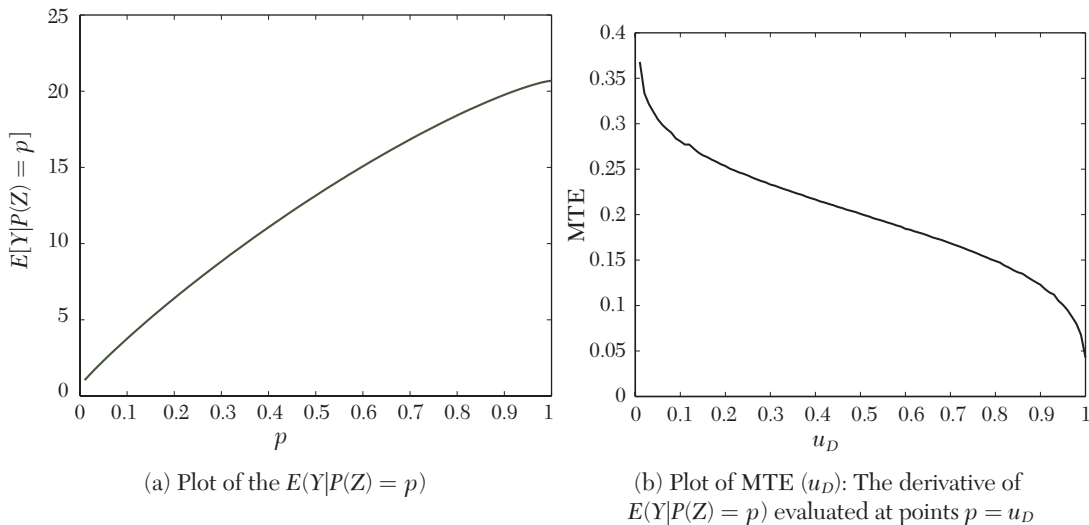 25
20
15
10
5
0
E[Y|P(Z) = p]
0 0.1 0.2 0.3 0.4 0.5 0.6 0.7 0.8 0.9 1
p
(a) Plot of the E(Y|P(Z) = p)
0.4
0.35
0.3
0.25
0.2
0.15
0.1
0.05
0
MTE
0 0.1 0.2 0.3 0.4 0.5 0.6 0.7 0.8 0.9 1
u_D
(b) Plot of MTE (u_D): The derivative of
E(Y|P(Z) = p) evaluated at points p = u_D